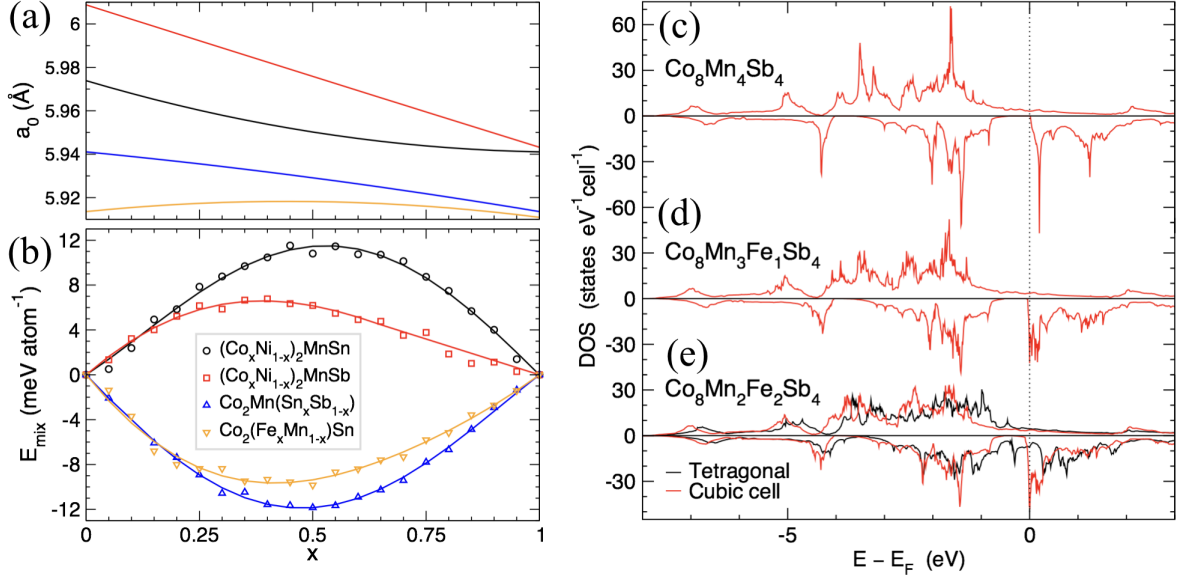 (a)
6
5.98
5.96
5.94
5.92
a₀ (Å)
(b)
12
8
4
0
-4
-8
-12
E_mix (meV atom⁻¹)
(CoₓNi₁₋ₓ)₂MnSn
(CoₓNi₁₋ₓ)₂MnSb
Co₂Mn(SnₓSb₁₋ₓ)
Co₂(FeₓMn₁₋ₓ)Sn
0 0.25 0.5 0.75 1
x
(c)
Co₈Mn₄Sb₄
60
30
0
-30
-60
(d)
Co₈Mn₃Fe₁Sb₄
30
0
-30
(e)
Co₈Mn₂Fe₂Sb₄
30
0
-30
DOS (states eV⁻¹cell⁻¹)
Tetragonal
Cubic cell
-5 0
E − E_F (eV)